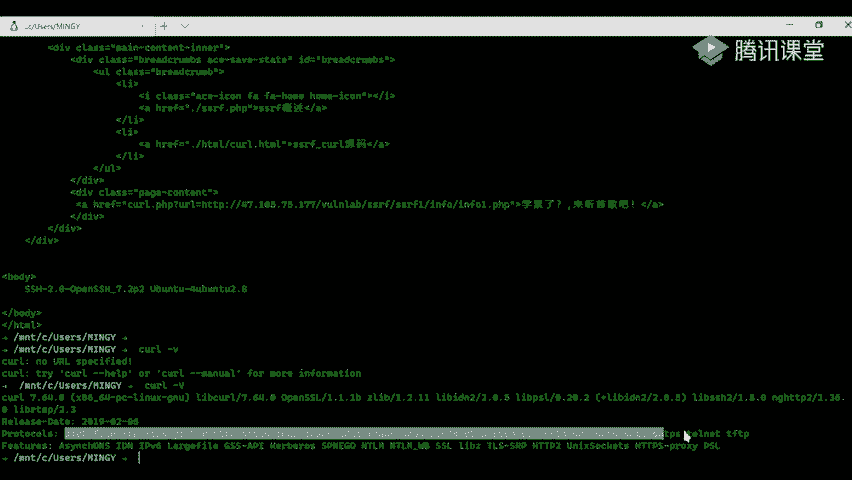 ../Users/MINGY
腾讯课堂
<div class="main-content-inner">
<div class="breadcrumbs ace-save-state" id="breadcrumbs">
<ul class="breadcrumb">
<li>
<i class="ace-icon fa fa-home home-icon"></i>
<a href="./ssrf.php">ssrf概述</a>
</li>
<li>
<a href="./html/curl.html">ssrf_curl源码</a>
</li>
</ul>
</div>
<div class="page-content">
<a href="curl.php?url=http://47.105.75.177/vulnlab/ssrf/ssrf1/info/info1.php">学累了?,来听首歌吧!</a>
</div>
</div>
</div>
<body>
SSH-2.0-OpenSSH_7.2p2 Ubuntu-4ubuntu2.8
</body>
</html>
→ /mnt/c/Users/MINGY →
→ /mnt/c/Users/MINGY → curl -v
curl: no URL specified!
curl: try 'curl --help' or 'curl --manual' for more information
→ /mnt/c/Users/MINGY → curl -V
curl 7.64.0 (x86_64-pc-linux-gnu) libcurl/7.64.0 OpenSSL/1.1.1b zlib/1.2.11 libidn2/2.0.5 libpsl/0.20.2 (+libidn2/2.0.5) libssh2/1.8.0 nghttp2/1.36.
0 librtmp/2.3
Release-Date: 2019-02-06
Protocols: tps telnet tftp
Features: AsynchDNS IDN IPv6 Largefile GSS-API Kerberos SPNEGO NTLM NTLM_WB SSL libz TLS-SRP HTTP2 UnixSockets HTTPS-proxy PSL
→ /mnt/c/Users/MINGY →